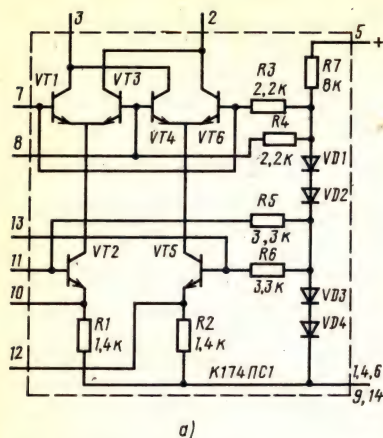 3 2 5 +
VT1 VT3 R7 8к
7 R3 2,2к
VT4 VT6 R4
8 2,2к VD1
R5 VD2
13 3,3к
11 VT2 VT5 R6
10 3,3к VD3
R1 R2 VD4
12 1,4к 1,4к
К174ПС1 1,4,6
9,14
а)